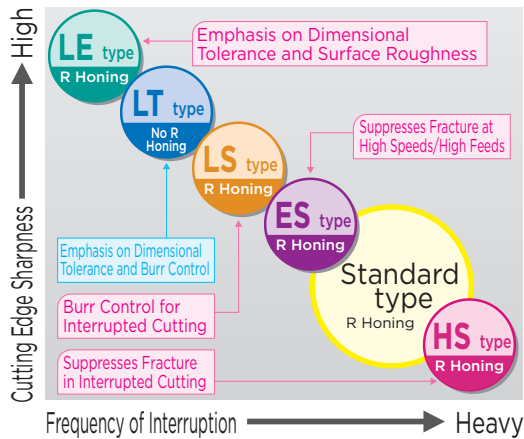 High
Cutting Edge Sharpness
LE type
R Honing
Emphasis on Dimensional
Tolerance and Surface Roughness
LT type
No R
Honing
LS type
R Honing
Suppresses Fracture at
High Speeds/High Feeds
ES type
R Honing
Emphasis on Dimensional
Tolerance and Burr Control
Standard
type
R Honing
Burr Control for
Interrupted Cutting
HS type
R Honing
Suppresses Fracture
in Interrupted Cutting
Frequency of Interruption
Heavy